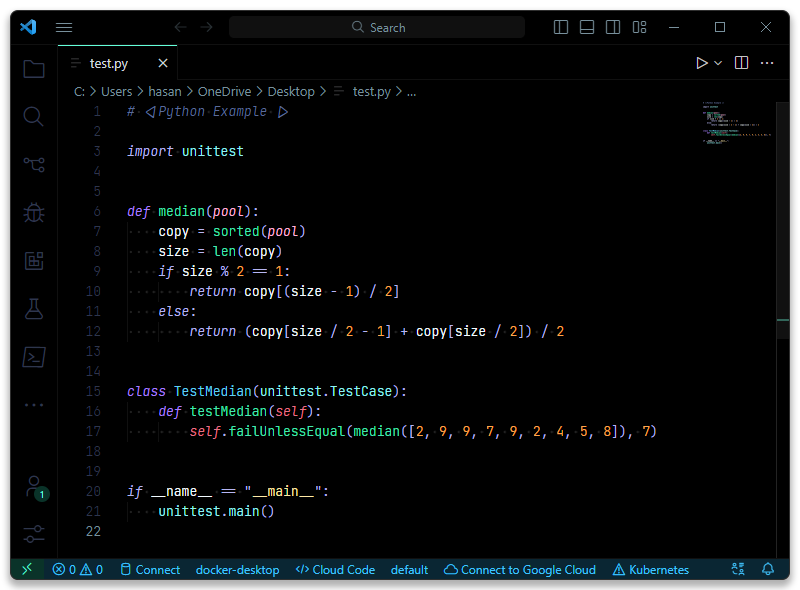 Search
test.py
C: > Users > hasan > OneDrive > Desktop > test.py > ...
1 # ◁Python Example ▷
2
3 import unittest
4
5
6 def median(pool):
7 copy = sorted(pool)
8 size = len(copy)
9 if size % 2 == 1:
10 return copy[(size - 1) / 2]
11 else:
12 return (copy[size / 2 - 1] + copy[size / 2]) / 2
13
14
15 class TestMedian(unittest.TestCase):
16 def testMedian(self):
17 self.failUnlessEqual(median([2, 9, 9, 7, 9, 2, 4, 5, 8]), 7)
18
19
20 if __name__ == "__main__":
21 unittest.main()
22
1
0 0 Connect docker-desktop Cloud Code default Connect to Google Cloud Kubernetes